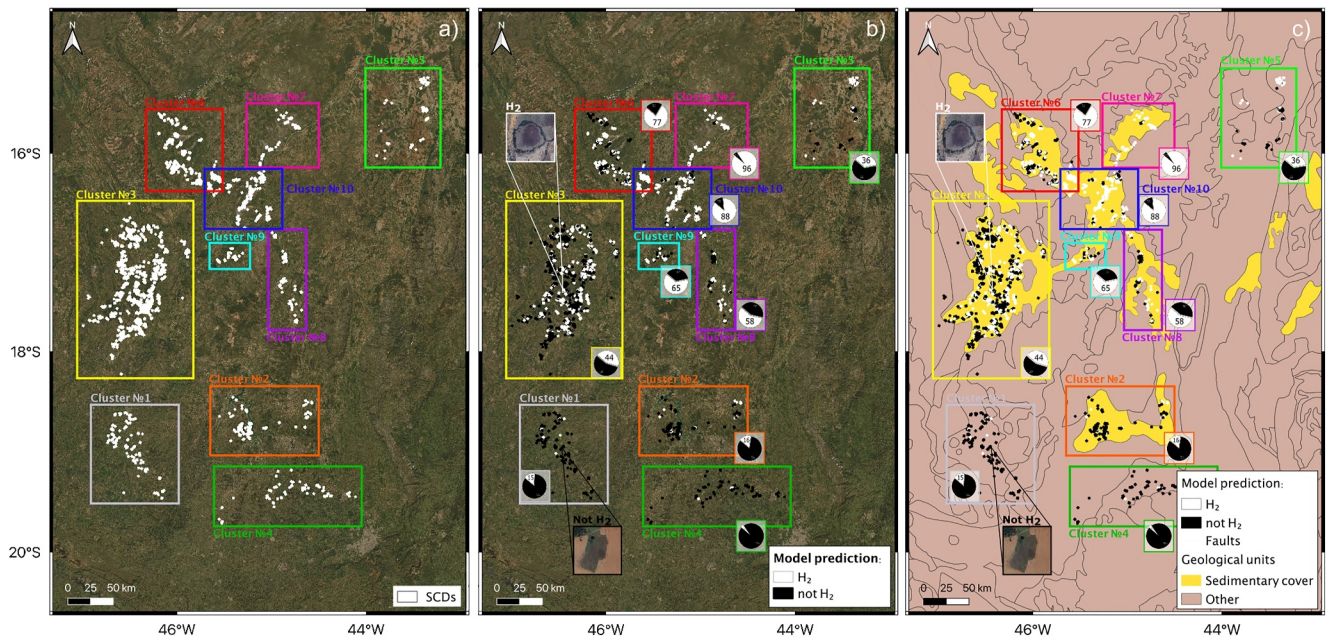 N
a)
Cluster №5
Cluster №6
Cluster №7
16°S
Cluster №10
Cluster №3
Cluster №9
Cluster №8
18°S
Cluster №2
Cluster №1
Cluster №4
20°S
0 25 50 km
SCDs
46°W
44°W
N
b)
Cluster №5
H₂
Cluster №6
Cluster №7
77
96
36
Cluster №10
88
Cluster №3
Cluster №9
65
58
Cluster №8
44
Cluster №2
Cluster №1
16
15
Not H₂
Cluster №4
Model prediction:
H₂
not H₂
0 25 50 km
46°W
44°W
N
c)
Cluster №5
H₂
Cluster №6
Cluster №7
77
96
36
Cluster №10
88
65
58
Cluster №8
44
Cluster №2
16
15
Not H₂
Cluster №4
Model prediction:
H₂
not H₂
Faults
Geological units
Sedimentary cover
Other
0 25 50 km
46°W
44°W